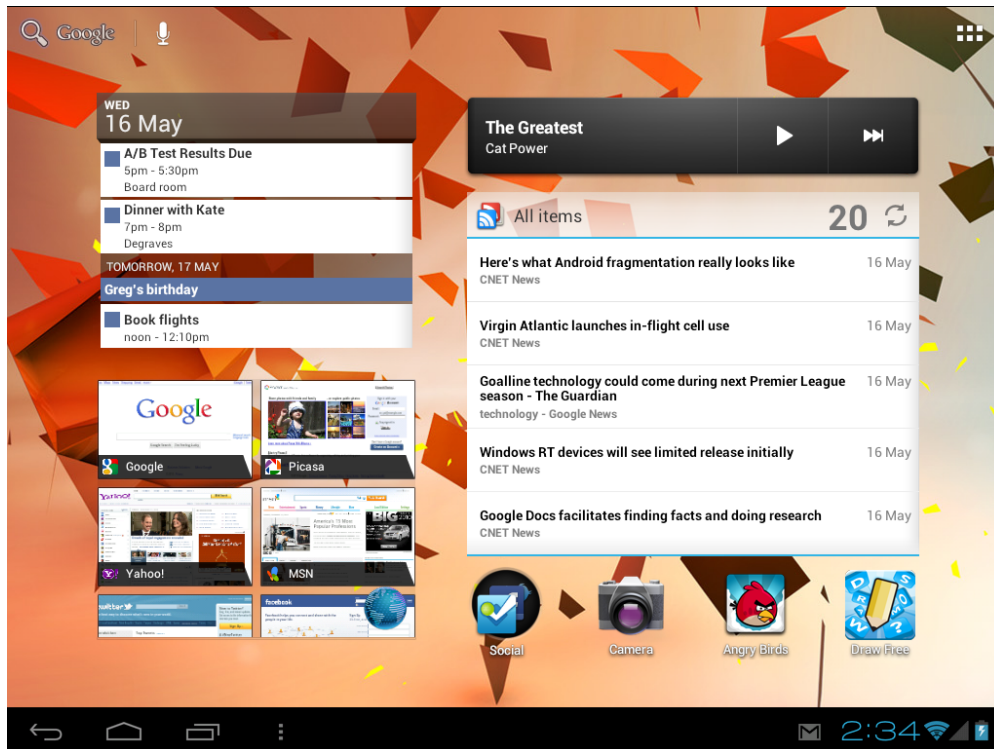 Google
WED
16 May
A/B Test Results Due
5pm - 5:30pm
Board room
Dinner with Kate
7pm - 8pm
Degraves
TOMORROW, 17 MAY
Greg's birthday
Book flights
noon - 12:10pm
Google
Google
Picasa
Yahoo!
MSN
twitter
facebook
The Greatest
Cat Power
All items
20
Here's what Android fragmentation really looks like
16 May
CNET News
Virgin Atlantic launches in-flight cell use
16 May
CNET News
Goalline technology could come during next Premier League
16 May
season - The Guardian
technology - Google News
Windows RT devices will see limited release initially
16 May
CNET News
Google Docs facilitates finding facts and doing research
16 May
CNET News
Social
Camera
Angry Birds
Draw Free
2:34